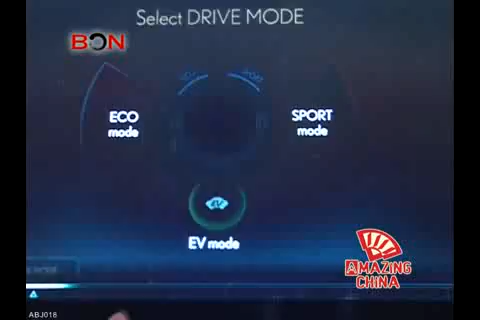 Select DRIVE MODE
BON
ECO
mode
SPORT
mode
EV
EV mode
AMAZING
CHINA
ABJ018